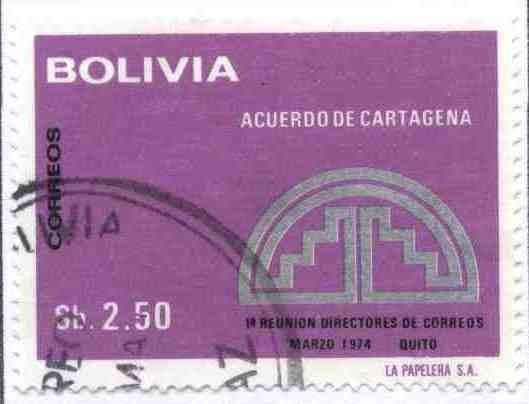 BOLIVIA
ACUERDO DE CARTAGENA
CORREOS
$b. 2.50
1ª REUNION DIRECTORES DE CORREOS
MARZO 1974 QUITO
LA PAPELERA S.A.